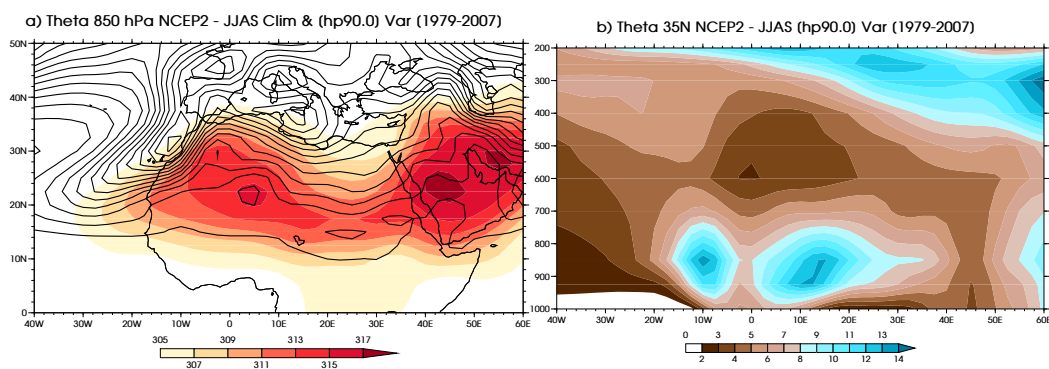 a) Theta 850 hPa NCEP2 - JJAS Clim & (hp90.0) Var (1979-2007)
50N
40N
30N
20N
10N
0
40W 30W 20W 10W 0 10E 20E 30E 40E 50E 60E
305 309 313 317
307 311 315
b) Theta 35N NCEP2 - JJAS (hp90.0) Var (1979-2007)
200
300
400
500
600
700
800
900
1000
40W 30W 20W 10W 0 10E 20E 30E 40E 50E 60E
0 3 5 7 9 11 13
2 4 6 8 10 12 14